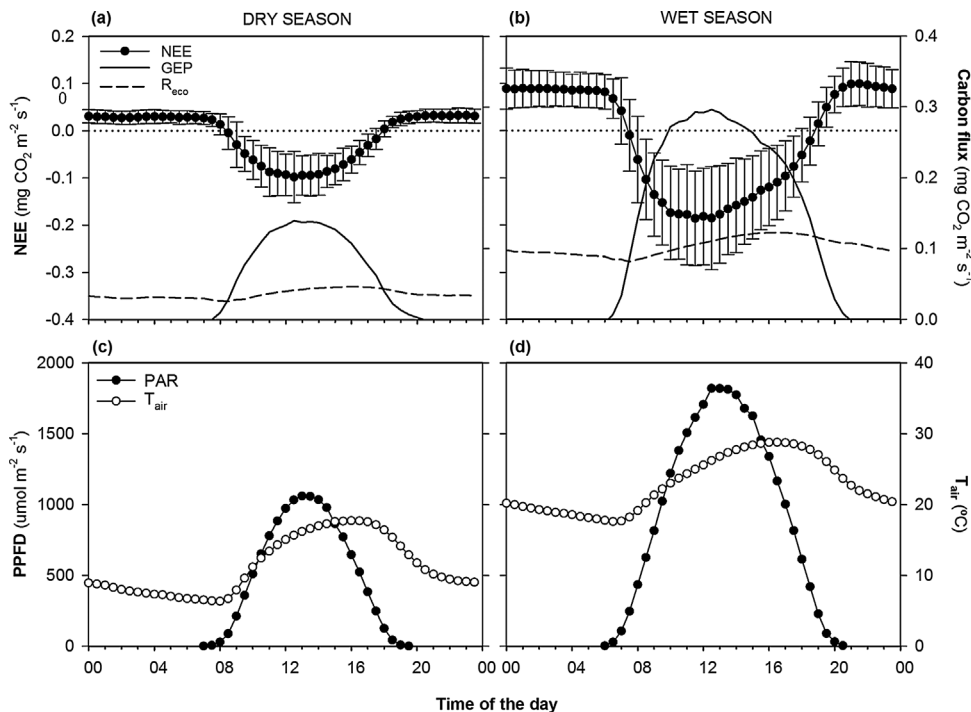 DRY SEASON
WET SEASON
(a)
(b)
0.2
0.1
0
0.0
-0.1
-0.2
-0.3
-0.4
NEE (mg CO2 m-2 s-1)
NEE
GEP
Reco
0.4
0.3
0.2
0.1
0.0
Carbon flux (mg CO2 m-2 s-1)
(c)
(d)
2000
1500
1000
500
0
PPFD (umol m-2 s-1)
PAR
Tair
40
30
20
10
0
Tair (ºC)
00 04 08 12 16 20 00
00 04 08 12 16 20 00
Time of the day